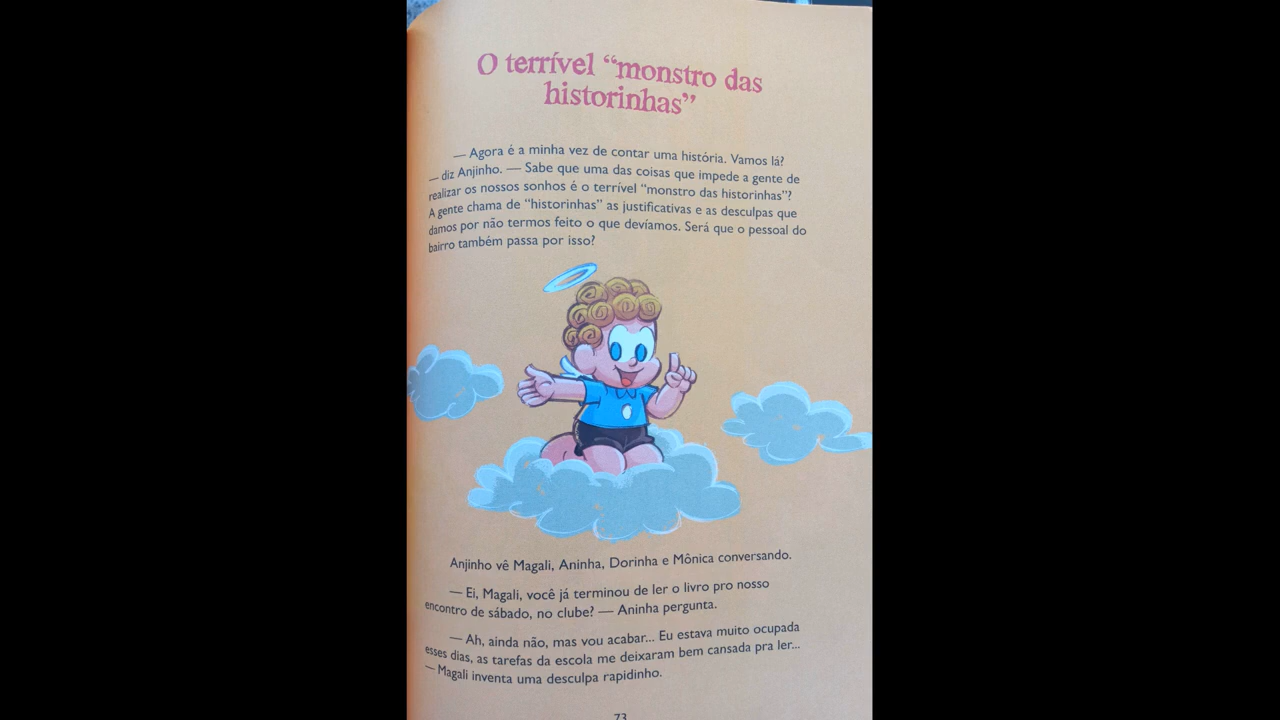 O terrível “monstro das
historinhas”
— Agora é a minha vez de contar uma história. Vamos lá?
— diz Anjinho. — Sabe que uma das coisas que impede a gente de
realizar os nossos sonhos é o terrível “monstro das historinhas”?
A gente chama de “historinhas” as justificativas e as desculpas que
damos por não termos feito o que devíamos. Será que o pessoal do
bairro também passa por isso?
Anjinho vê Magali, Aninha, Dorinha e Mônica conversando.
— Ei, Magali, você já terminou de ler o livro pro nosso
encontro de sábado, no clube? — Aninha pergunta.
— Ah, ainda não, mas vou acabar... Eu estava muito ocupada
esses dias, as tarefas da escola me deixaram bem cansada pra ler...
— Magali inventa uma desculpa rapidinho.
73